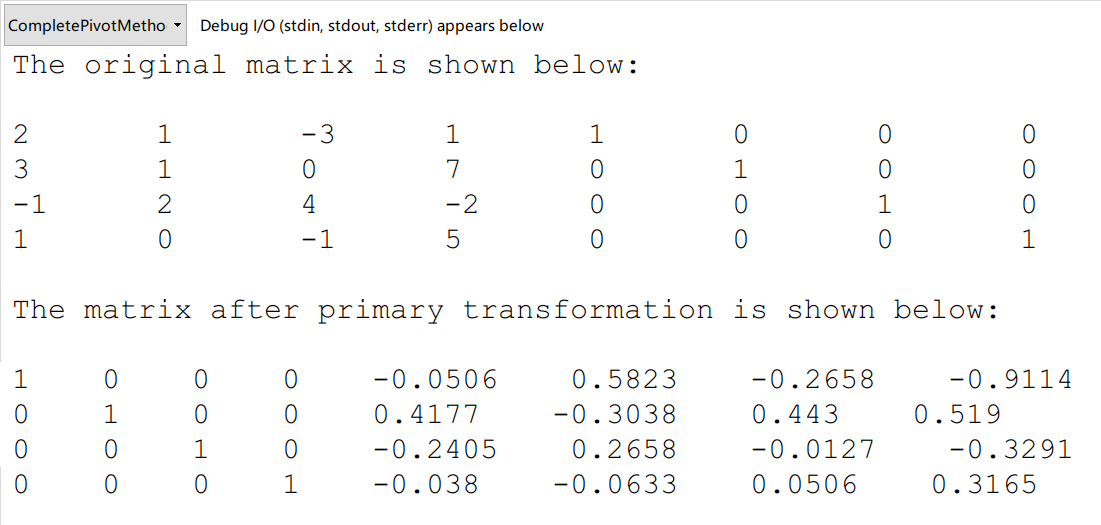 CompletePivotMetho Debug I/O (stdin, stdout, stderr) appears below
The original matrix is shown below:
2 1 -3 1 1 0 0 0
3 1 0 7 0 1 0 0
-1 2 4 -2 0 0 1 0
1 0 -1 5 0 0 0 1
The matrix after primary transformation is shown below:
1 0 0 0 -0.0506 0.5823 -0.2658 -0.9114
0 1 0 0 0.4177 -0.3038 0.443 0.519
0 0 1 0 -0.2405 0.2658 -0.0127 -0.3291
0 0 0 1 -0.038 -0.0633 0.0506 0.3165